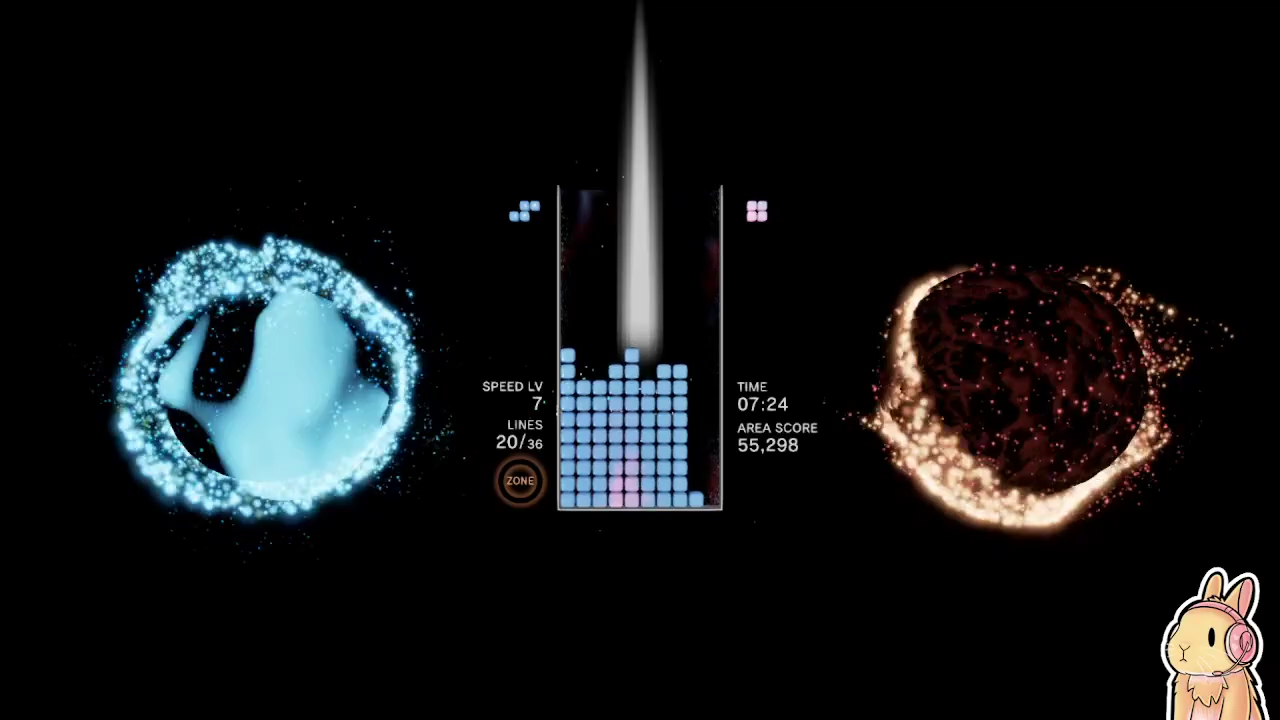 SPEED LV
7
LINES
20/36
ZONE
TIME
07:24
AREA SCORE
55,298